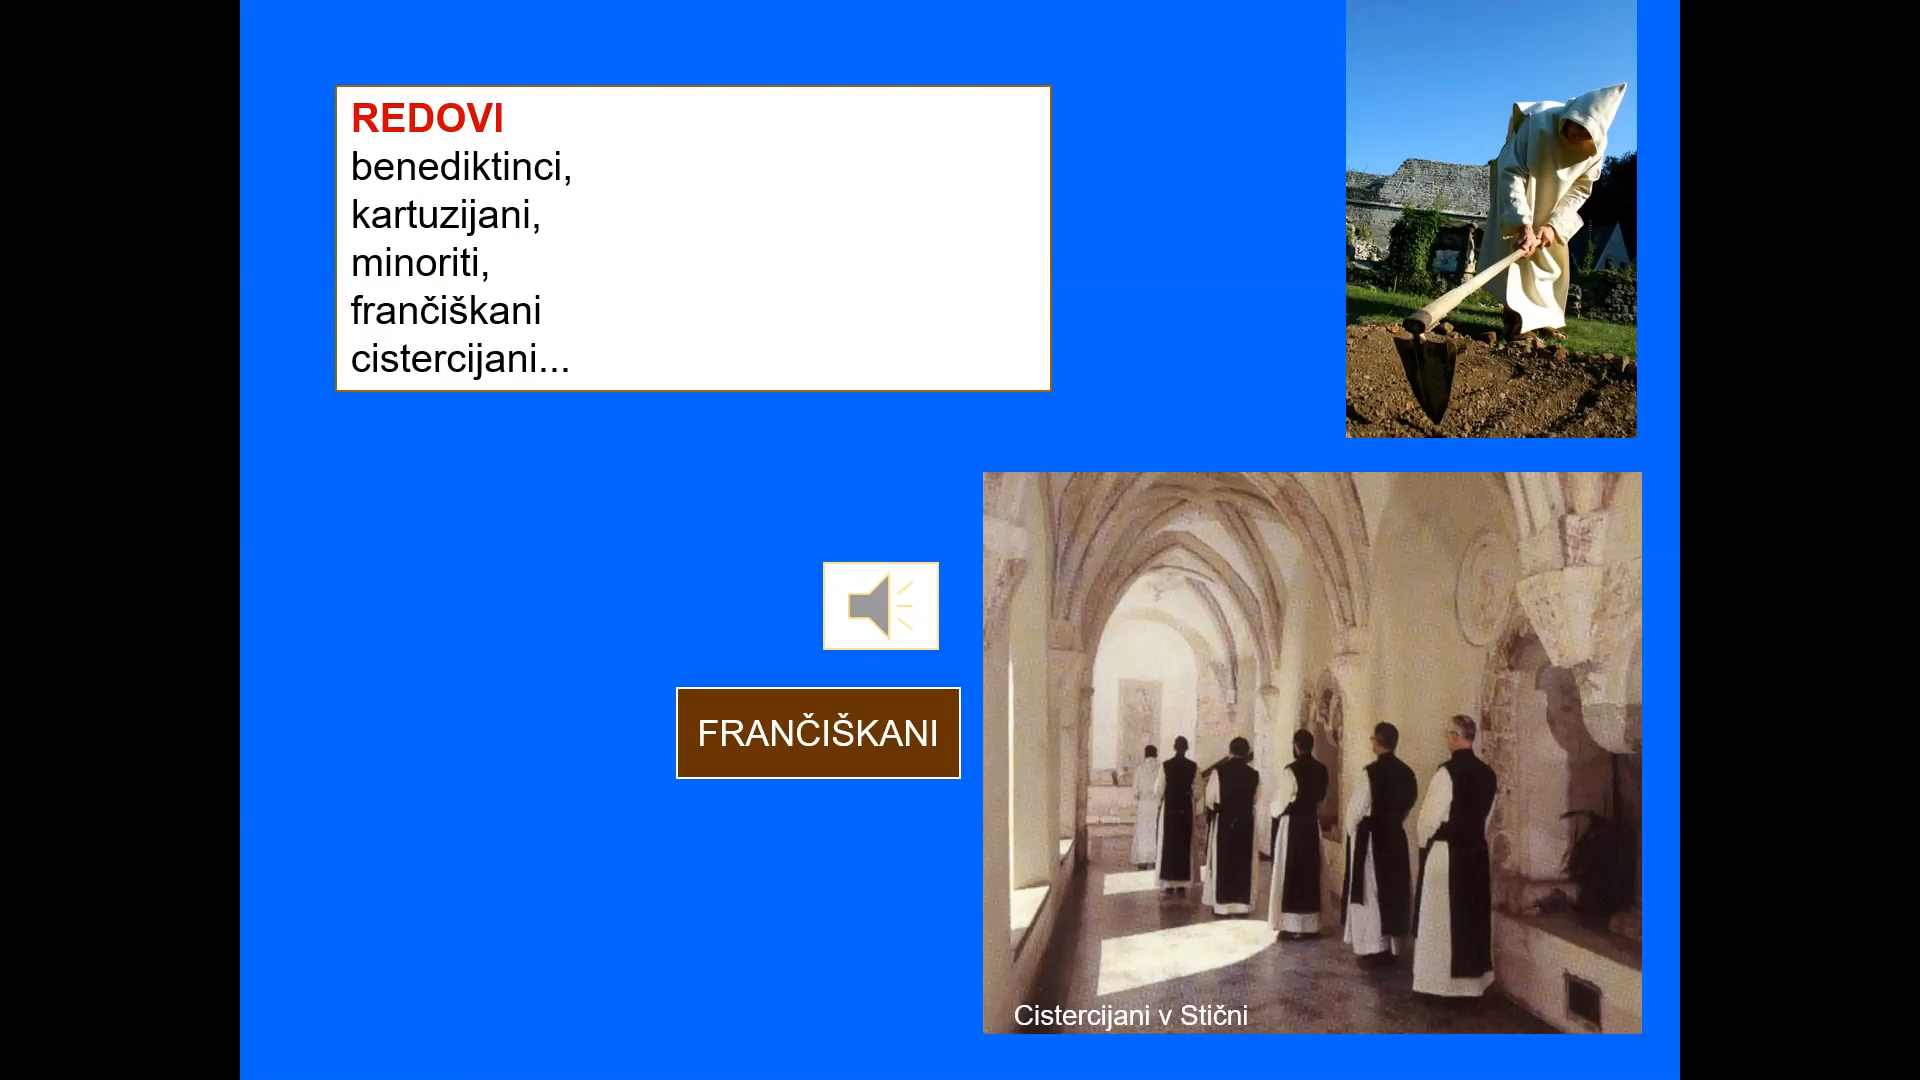 REDOVI
benediktinci,
kartuzijani,
minoriti,
frančiškani
cistercijani...
FRANČIŠKANI
Cistercijani v Stični